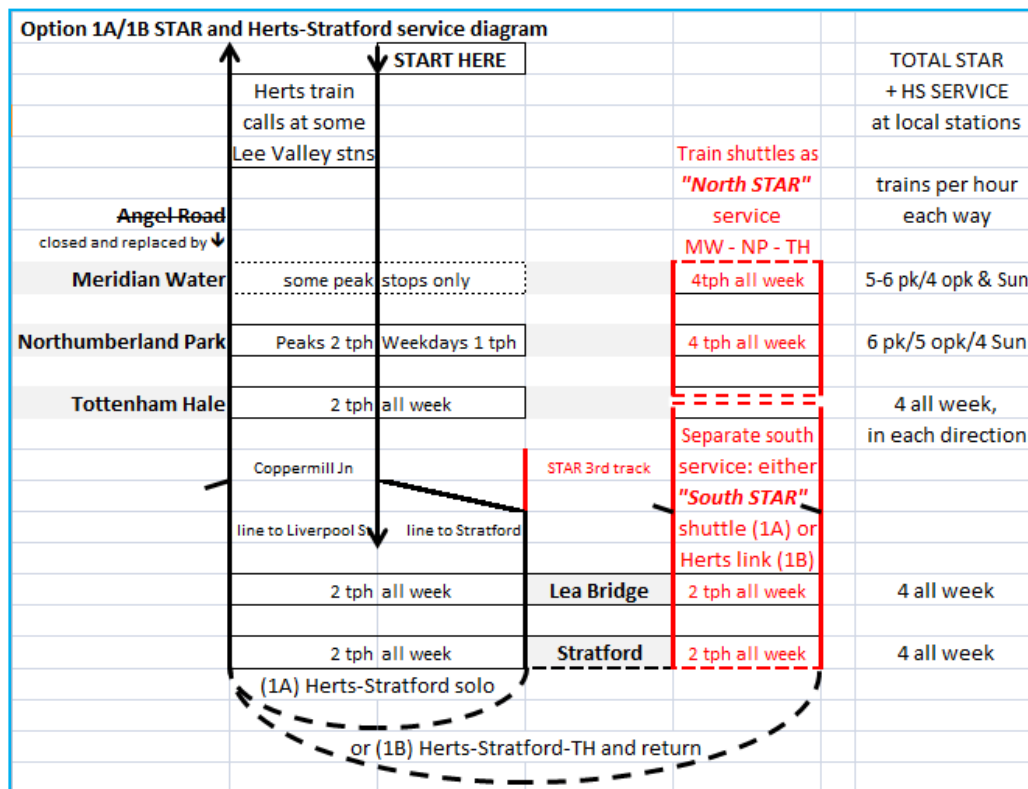 Option 1A/1B STAR and Herts-Stratford service diagram
START HERE
TOTAL STAR
Herts train
+ HS SERVICE
calls at some
at local stations
Lee Valley stns
Train shuttles as
"North STAR"
trains per hour
Angel Road
service
each way
closed and replaced by
MW - NP - TH
Meridian Water
some peak stops only
4tph all week
5-6 pk/4 opk & Sun
Northumberland Park
Peaks 2 tph Weekdays 1 tph
4 tph all week
6 pk/5 opk/4 Sun
Tottenham Hale
2 tph all week
4 all week,
in each direction
Separate south
Coppermill Jn
STAR 3rd track
service: either
"South STAR"
line to Liverpool S
line to Stratford
shuttle (1A) or
Herts link (1B)
2 tph all week
Lea Bridge
2 tph all week
4 all week
2 tph all week
Stratford
2 tph all week
4 all week
(1A) Herts-Stratford solo
or (1B) Herts-Stratford-TH and return